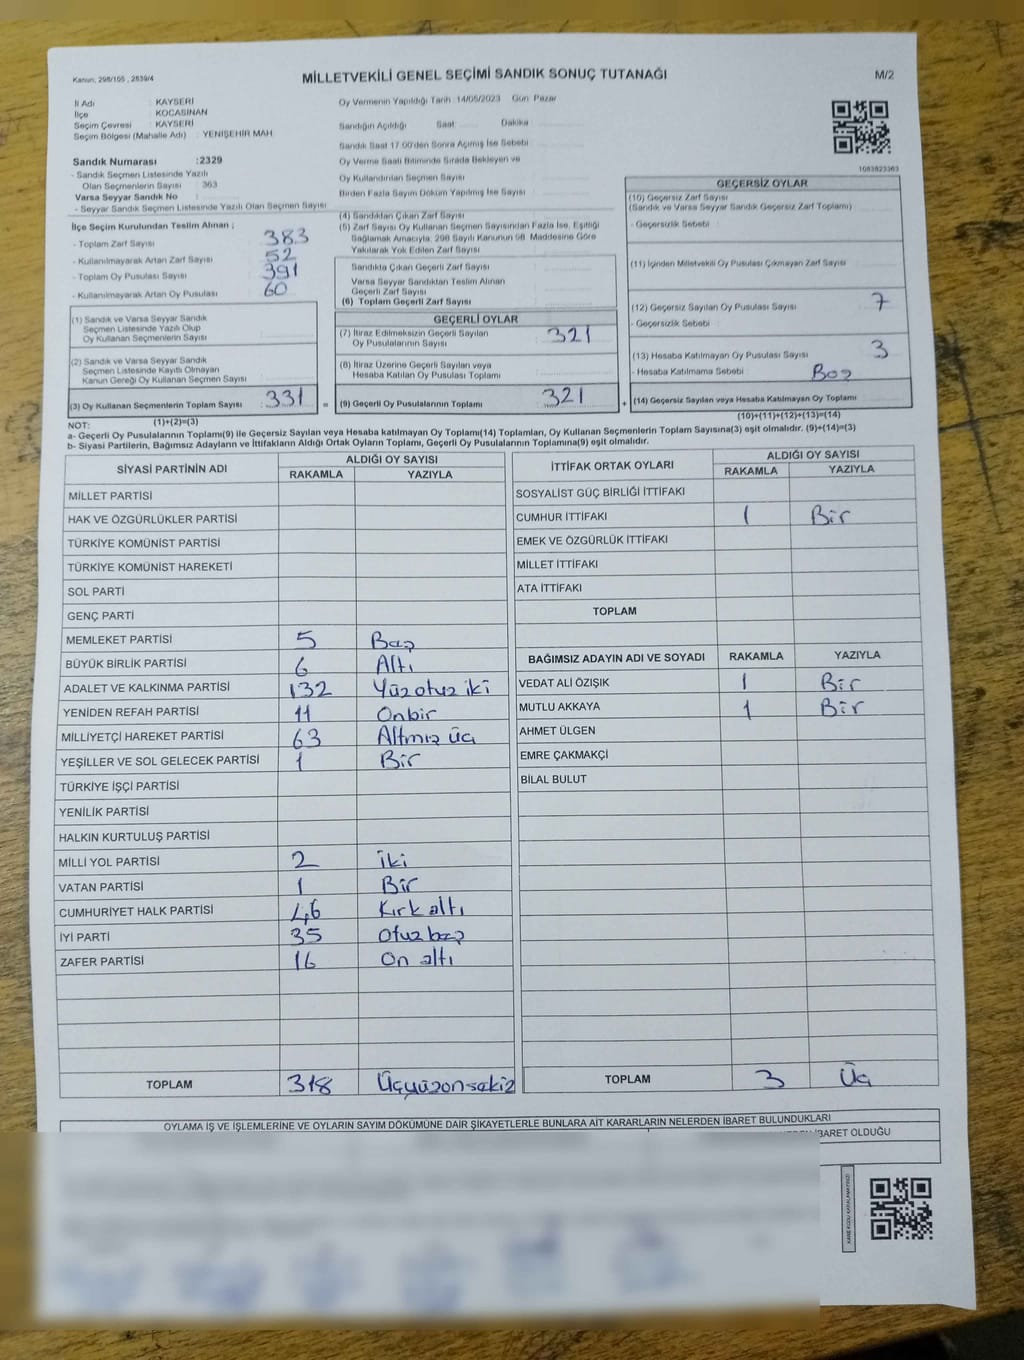 Kanun, 298/105 , 2839/4
MİLLETVEKİLİ GENEL SEÇİMİ SANDIK SONUÇ TUTANAĞI
M/2
İl Adı : KAYSERİ
İlçe : KOCASİNAN
Seçim Çevresi : KAYSERİ
Seçim Bölgesi (Mahalle Adı) : YENİŞEHİR MAH.
Oy Vermenin Yapıldığı Tarih 14/05/2023 Gün Pazar
Sandığın Açıldığı Saat Dakika
Sandık Saat 17.00'den Sonra Açılmış İse Sebebi
Oy Verme Saati Bitiminde Sırada Bekleyen ve
Oy Kullandırılan Seçmen Sayısı
Birden Fazla Sayım Döküm Yapılmış İse Sayısı
1083823363
Sandık Numarası :2329
- Sandık Seçmen Listesinde Yazılı
Olan Seçmenlerin Sayısı : 363
Varsa Seyyar Sandık No :
- Seyyar Sandık Seçmen Listesinde Yazılı Olan Seçmen Sayısı
İlçe Seçim Kurulundan Teslim Alınan ;
- Toplam Zarf Sayısı 383
- Kullanılmayarak Artan Zarf Sayısı 52
- Toplam Oy Pusulası Sayısı 391
- Kullanılmayarak Artan Oy Pusulası 60
(4) Sandıktan Çıkan Zarf Sayısı
(5) Zarf Sayısı Oy Kullanan Seçmen Sayısından Fazla İse, Eşitliği
Sağlamak Amacıyla, 298 Sayılı Kanunun 98. Maddesine Göre
Yakılarak Yok Edilen Zarf Sayısı
Sandıkta Çıkan Geçerli Zarf Sayısı
Varsa Seyyar Sandıktan Teslim Alınan
Geçerli Zarf Sayısı
(6) Toplam Geçerli Zarf Sayısı
GEÇERSİZ OYLAR
(10) Geçersiz Zarf Sayısı
(Sandık ve Varsa Seyyar Sandık Geçersiz Zarf Toplamı)
- Geçersizlik Sebebi
(11) İçinden Milletvekili Oy Pusulası Çıkmayan Zarf Sayısı
(12) Geçersiz Sayılan Oy Pusulası Sayısı 7
- Geçersizlik Sebebi
(13) Hesaba Katılmayan Oy Pusulası Sayısı 3
- Hesaba Katılmama Sebebi : Boş
(14) Geçersiz Sayılan veya Hesaba Katılmayan Oy Toplamı
(1) Sandık ve Varsa Seyyar Sandık
Seçmen Listesinde Yazılı Olup
Oy Kullanan Seçmenlerin Sayısı
(2) Sandık ve Varsa Seyyar Sandık
Seçmen Listesinde Kayıtlı Olmayan
Kanun Gereği Oy Kullanan Seçmen Sayısı
(3) Oy Kullanan Seçmenlerin Toplam Sayısı 331
=
GEÇERLİ OYLAR
(7) İtiraz Edilmeksizin Geçerli Sayılan
Oy Pusulalarının Sayısı 321
(8) İtiraz Üzerine Geçerli Sayılan veya
Hesaba Katılan Oy Pusulası Toplamı
(9) Geçerli Oy Pusulalarının Toplamı 321
+
(1)+(2)=(3)
(10)+(11)+(12)+(13)=(14)
NOT:
a- Geçerli Oy Pusulalarının Toplamı(9) ile Geçersiz Sayılan veya Hesaba katılmayan Oy Toplamı(14) Toplamları, Oy Kullanan Seçmenlerin Toplam Sayısına(3) eşit olmalıdır. (9)+(14)=(3)
b- Siyasi Partilerin, Bağımsız Adayların ve İttifakların Aldığı Ortak Oyların Toplamı, Geçerli Oy Pusulalarının Toplamına(9) eşit olmalıdır.
SİYASİ PARTİNİN ADI ALDIĞI OY SAYISI
RAKAMLA YAZIYLA
MİLLET PARTİSİ
HAK VE ÖZGÜRLÜKLER PARTİSİ
TÜRKİYE KOMÜNİST PARTİSİ
TÜRKİYE KOMÜNİST HAREKETİ
SOL PARTİ
GENÇ PARTİ
MEMLEKET PARTİSİ 5 Beş
BÜYÜK BİRLİK PARTİSİ 6 Altı
ADALET VE KALKINMA PARTİSİ 132 Yüzotuz iki
YENİDEN REFAH PARTİSİ 11 Onbir
MİLLİYETÇİ HAREKET PARTİSİ 63 Altmış üç
YEŞİLLER VE SOL GELECEK PARTİSİ 1 Bir
TÜRKİYE İŞÇİ PARTİSİ
YENİLİK PARTİSİ
HALKIN KURTULUŞ PARTİSİ
MİLLİ YOL PARTİSİ 2 İki
VATAN PARTİSİ 1 Bir
CUMHURİYET HALK PARTİSİ 46 Kırk altı
İYİ PARTİ 35 Otuz beş
ZAFER PARTİSİ 16 On altı
TOPLAM 318 Üçyüzonsekiz
İTTİFAK ORTAK OYLARI ALDIĞI OY SAYISI
RAKAMLA YAZIYLA
SOSYALİST GÜÇ BİRLİĞİ İTTİFAKI
CUMHUR İTTİFAKI 1 Bir
EMEK VE ÖZGÜRLÜK İTTİFAKI
MİLLET İTTİFAKI
ATA İTTİFAKI
TOPLAM
BAĞIMSIZ ADAYIN ADI VE SOYADI RAKAMLA YAZIYLA
VEDAT ALİ ÖZIŞIK 1 Bir
MUTLU AKKAYA 1 Bir
AHMET ÜLGEN
EMRE ÇAKMAKÇİ
BİLAL BULUT
TOPLAM 3 Üç
OYLAMA İŞ VE İŞLEMLERİNE VE OYLARIN SAYIM DÖKÜMÜNE DAİR ŞİKAYETLERLE BUNLARA AİT KARARLARIN NELERDEN İBARET BULUNDUKLARI
İBARET OLDUĞU